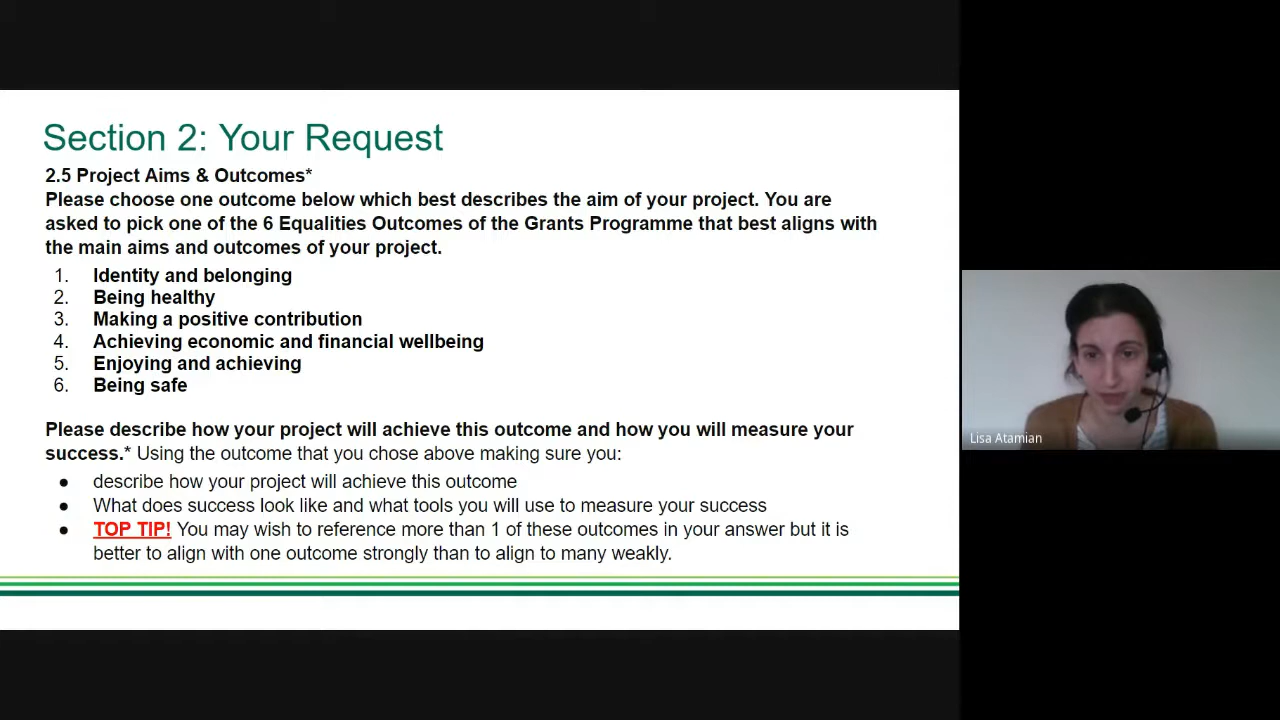 Section 2: Your Request
2.5 Project Aims & Outcomes*
Please choose one outcome below which best describes the aim of your project. You are
asked to pick one of the 6 Equalities Outcomes of the Grants Programme that best aligns with
the main aims and outcomes of your project.
1. Identity and belonging
2. Being healthy
3. Making a positive contribution
4. Achieving economic and financial wellbeing
5. Enjoying and achieving
6. Being safe
Please describe how your project will achieve this outcome and how you will measure your
success.* Using the outcome that you chose above making sure you:
● describe how your project will achieve this outcome
● What does success look like and what tools you will use to measure your success
● TOP TIP! You may wish to reference more than 1 of these outcomes in your answer but it is
better to align with one outcome strongly than to align to many weakly.
Lisa Atamian